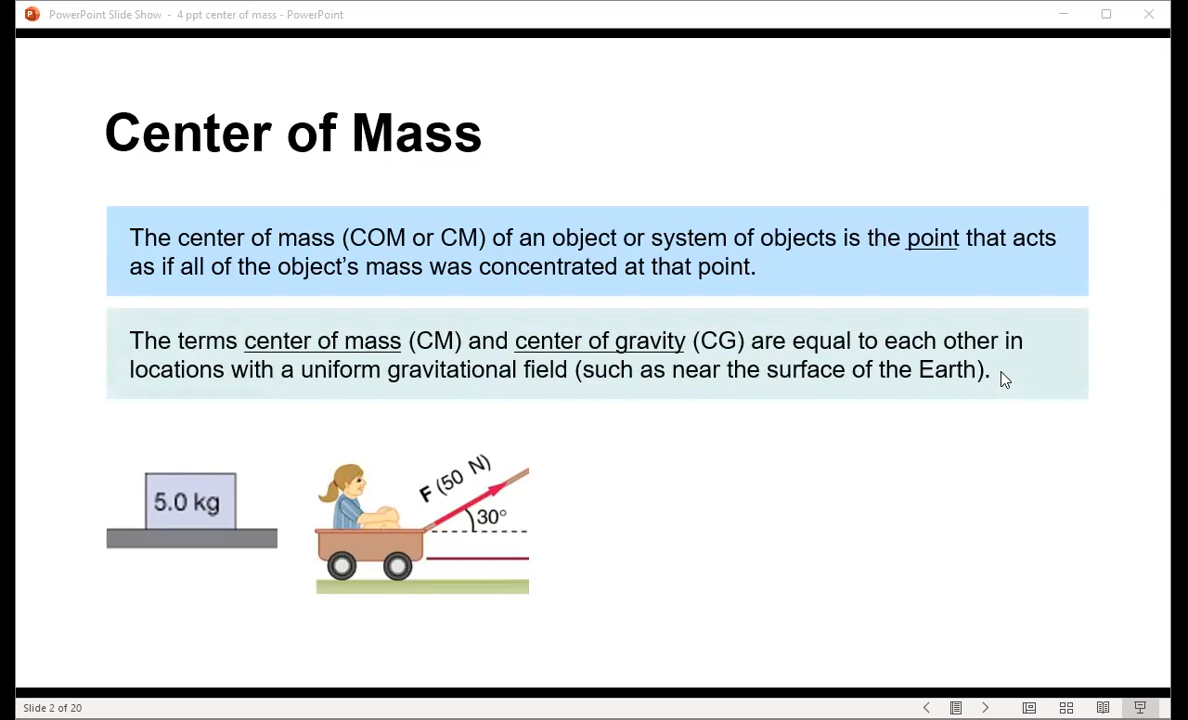 PowerPoint Slide Show - 4 ppt center of mass - PowerPoint
Center of Mass
The center of mass (COM or CM) of an object or system of objects is the point that acts
as if all of the object’s mass was concentrated at that point.
The terms center of mass (CM) and center of gravity (CG) are equal to each other in
locations with a uniform gravitational field (such as near the surface of the Earth).
5.0 kg
F (50 N)
30°
Slide 2 of 20